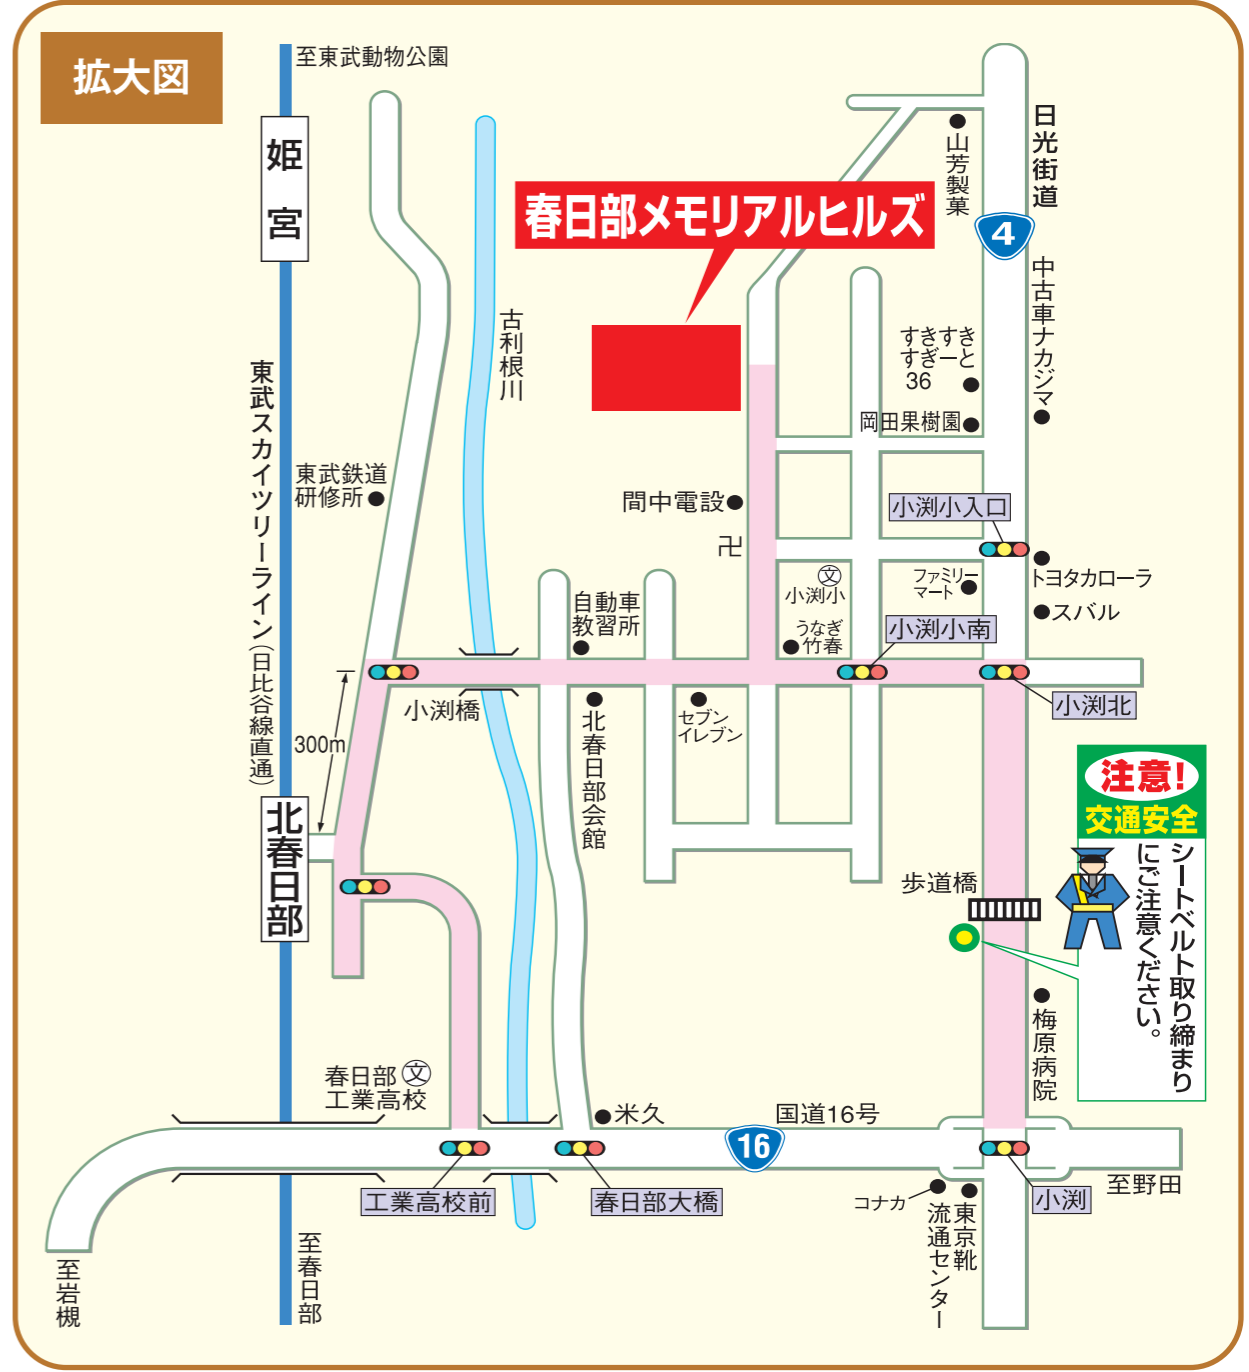 拡大図
至東武動物公園
姫宮
東武スカイツリーライン(日比谷線直通)
北春日部
至春日部
東武鉄道
研修所
300m
古利根川
春日部メモリアルヒルズ
山芳製菓
日光街道
4
中古車ナカジマ
すきすき
すぎーと
36
岡田果樹園
間中電設
卍
小渕小入口
トヨタカローラ
スバル
ファミリー
マート
文
小渕小
うなぎ
竹春
小渕小南
小渕北
自動車
教習所
小渕橋
北春日部会館
セブン
イレブン
注意!
交通安全
シートベルト取り締まり
にご注意ください。
歩道橋
梅原病院
春日部 文
工業高校
米久
国道16号
16
工業高校前
春日部大橋
小渕
至野田
コナカ
東京靴
流通センター
至岩槻